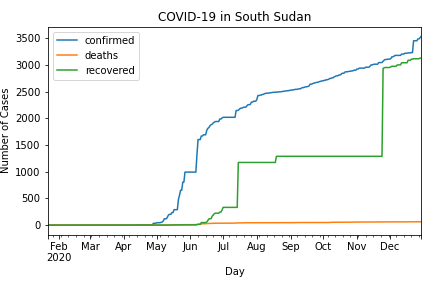 COVID-19 in South Sudan
confirmed
deaths
recovered
Number of Cases
3500
3000
2500
2000
1500
1000
500
0
Feb Mar Apr May Jun Jul Aug Sep Oct Nov Dec
2020
Day